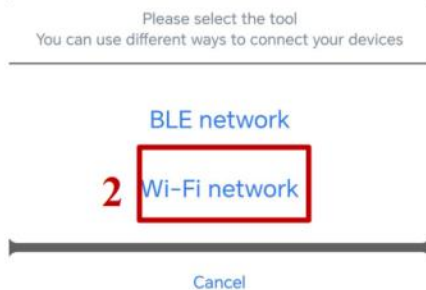 Please select the tool
You can use different ways to connect your devices
BLE network
2 Wi-Fi network
Cancel